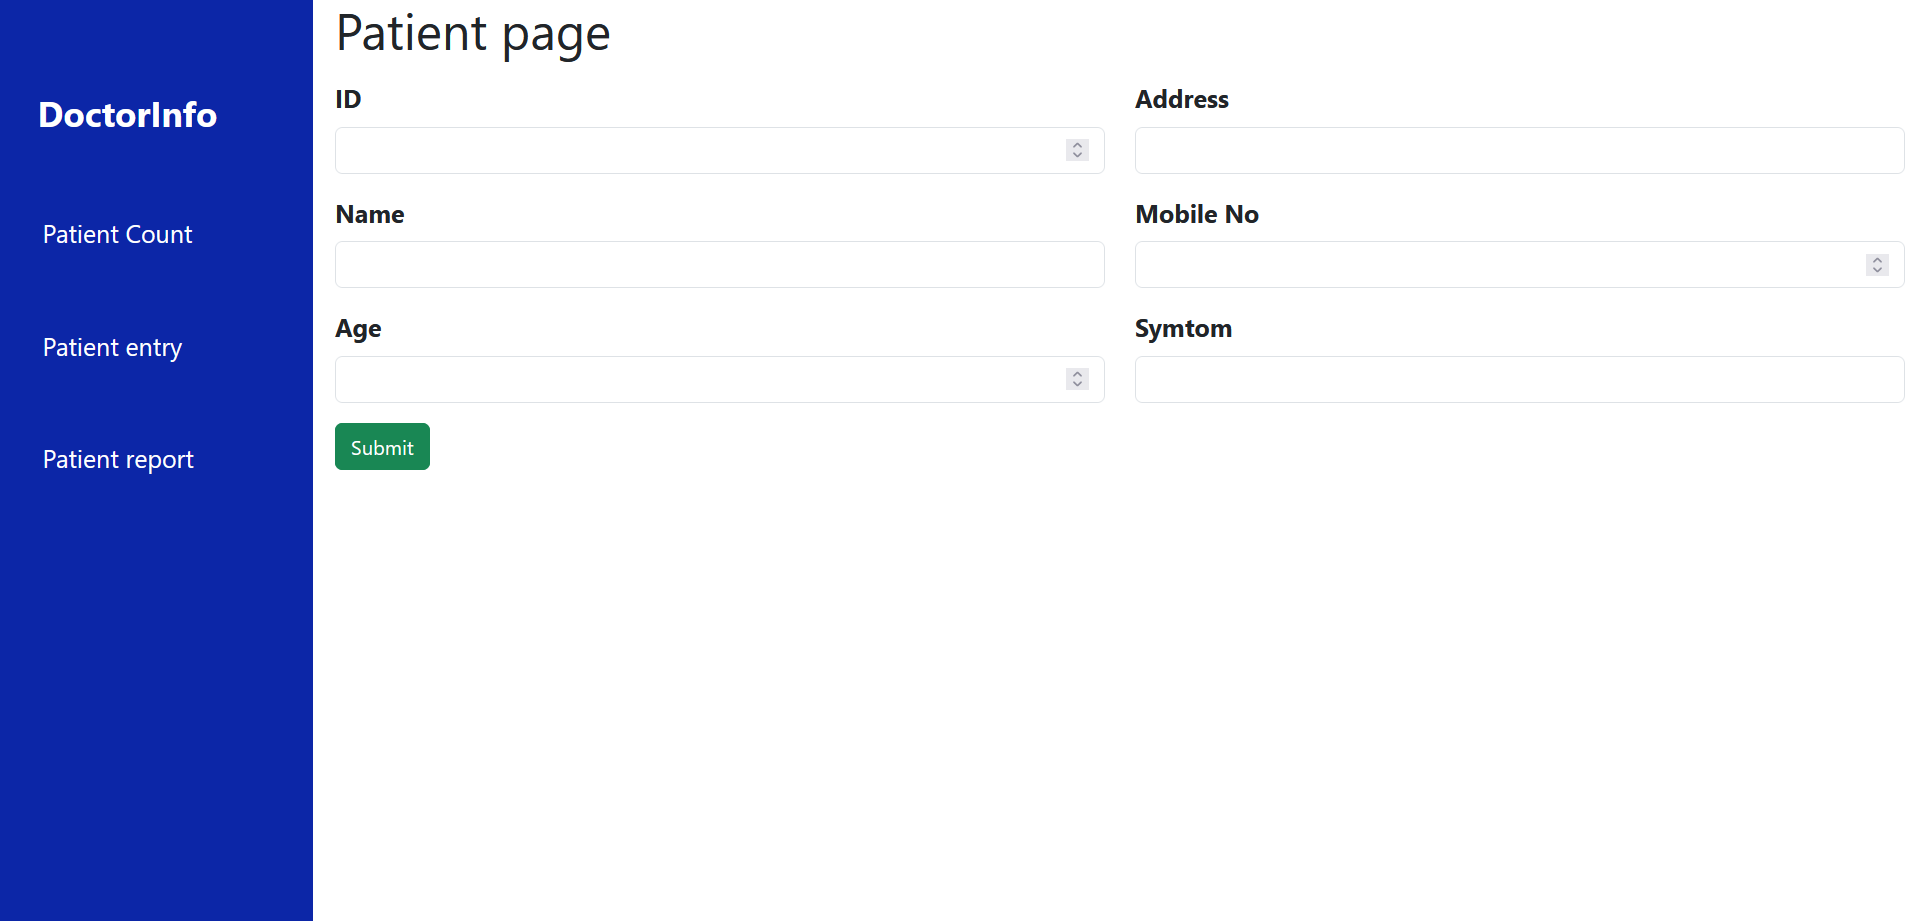 DoctorInfo
Patient Count
Patient entry
Patient report
Patient page
ID
Address
Name
Mobile No
Age
Symtom
Submit